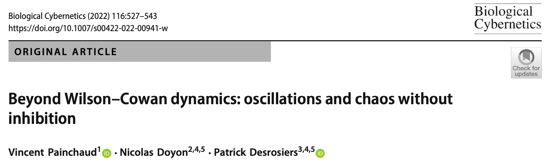 Biological Cybernetics (2022) 116:527–543
https://doi.org/10.1007/s00422-022-00941-w
Biological
Cybernetics
ORIGINAL ARTICLE
Check for
updates
Beyond Wilson–Cowan dynamics: oscillations and chaos without
inhibition
Vincent Painchaud1 · Nicolas Doyon2,4,5 · Patrick Desrosiers3,4,5